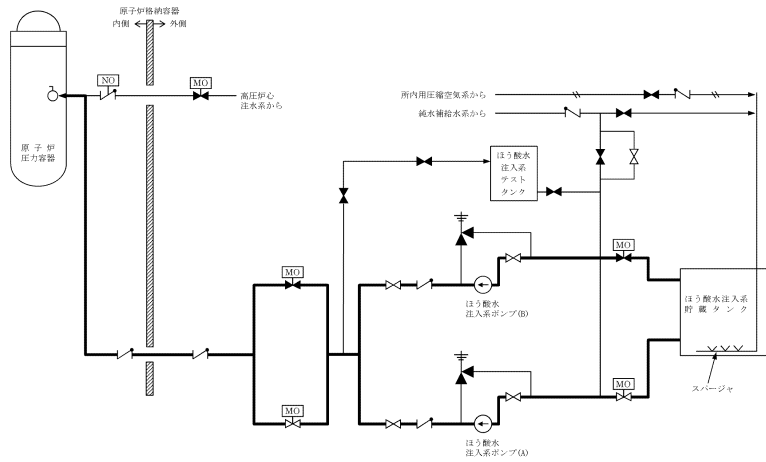 原子炉格納容器
内側
外側
NO
MO
高圧炉心
注水系から
所内用圧縮空気系から
純水補給水系から
原子炉
圧力容器
ほう酸水
注入系
テスト
タンク
MO
MO
ほう酸水
注入系ポンプ(B)
ほう酸水注入系
貯蔵タンク
スパージャ
MO
MO
ほう酸水
注入系ポンプ(A)